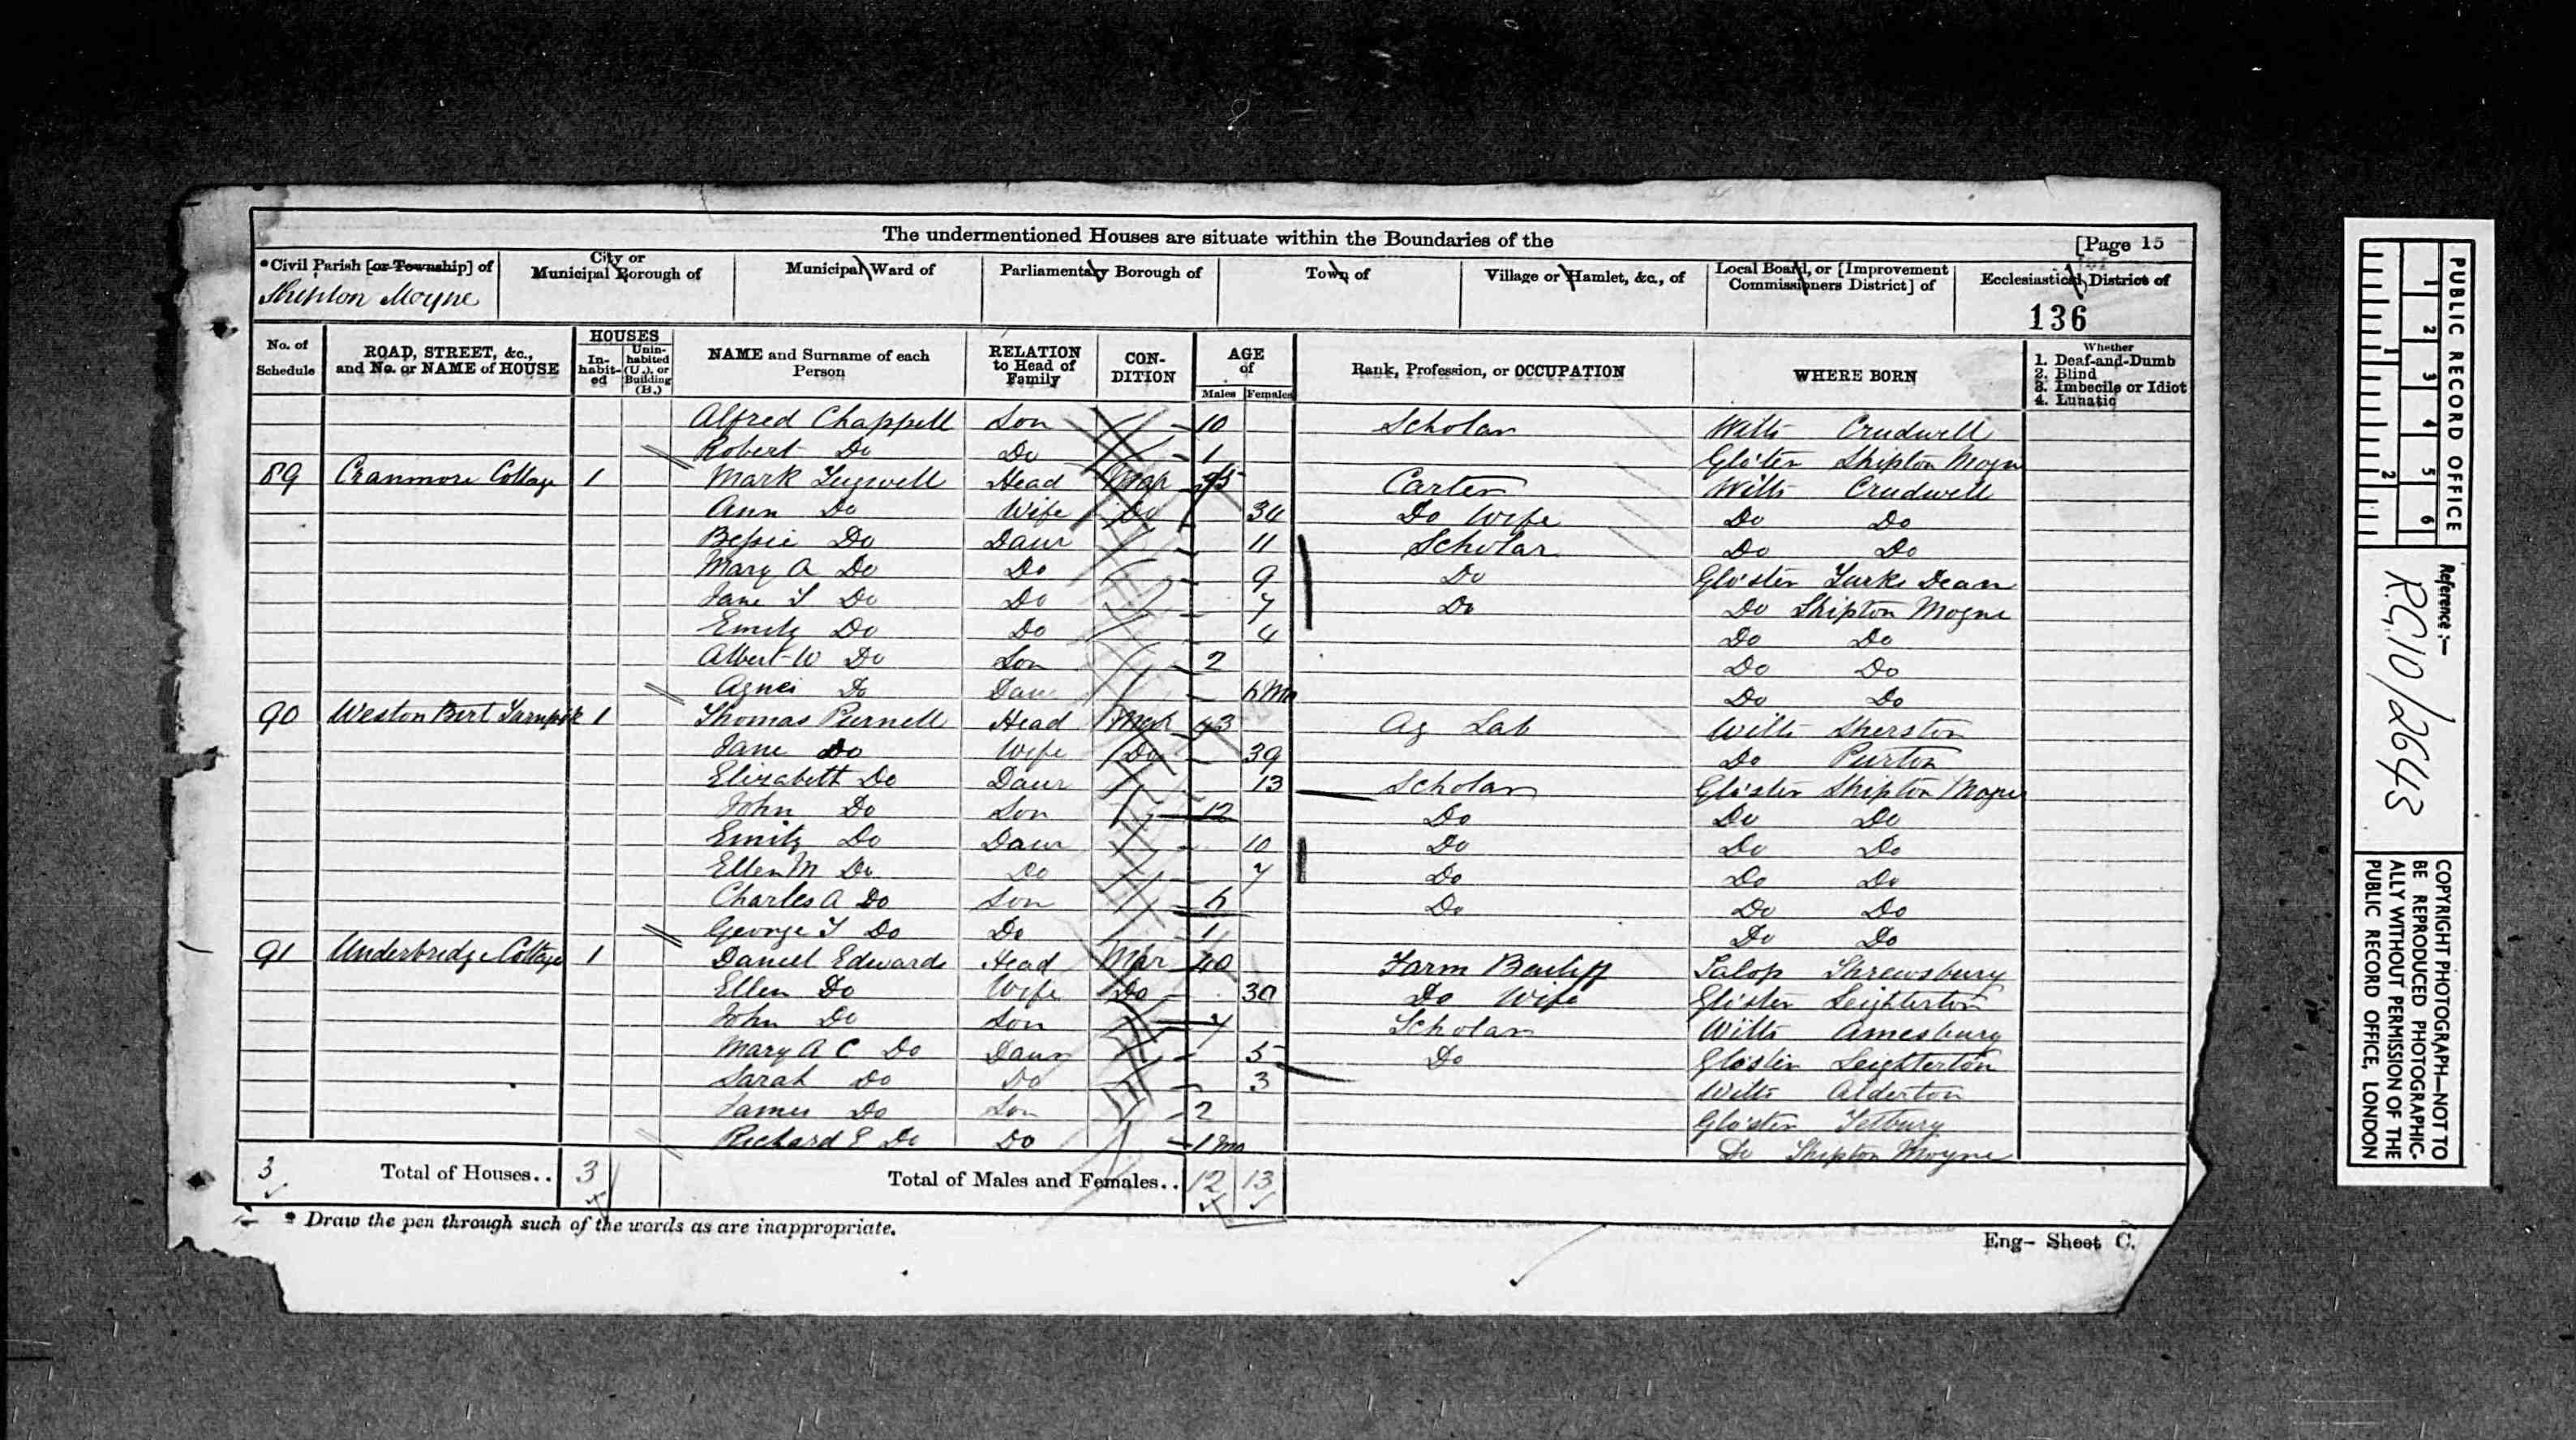 The undermentioned Houses are situate within the Boundaries of the
[Page 15
*Civil Parish [or Township] of
City or Municipal Borough of
Municipal Ward of
Parliamentary Borough of
Town of
Village or Hamlet, &c., of
Local Board, or [Improvement Commissioners District] of
Ecclesiastical District of
Shipton Moyne
136
No. of Schedule
ROAD, STREET, &c., and No. or NAME of HOUSE
HOUSES
In-habit-ed
Unin-habited (U.), or Building (B.)
NAME and Surname of each Person
RELATION to Head of Family
CON-DITION
AGE of
Males
Females
Rank, Profession, or OCCUPATION
WHERE BORN
Whether
1. Deaf-and-Dumb
2. Blind
3. Imbecile or Idiot
4. Lunatic
Alfred Chappell Son 10 Scholar Wilts Crudwell
Robert Do Do 1 Glo'ster Shipton Moyn
89 Cranmore Cottage 1 Mark Head Mar Carter Wilts Crudwell
Ann Do Wife Do 34 Do Wife Do Do
Bessie Do Daur 11 Scholar Do Do
Mary A Do Do 9 Do Glo'ster Turks Dean
Jane Do Do 7 Do Do Shipton Moyne
Emily Do Do 4 Do Do
Albert W Do Son 2 Do Do
Agnes Do Daur 6 Mo Do Do
90 Weston Birt Turnpik 1 Thomas Purnell Head Mar 43 Ag Lab Wilts Sherston
Jane Do Wife Do 39 Do Purton
Elizabeth Do Daur 13 Scholar Glo'ster Shipton Moyne
John Do Son 12 Do Do Do
Emily Do Daur 10 Do Do Do
Ellen M Do Do 7 Do Do Do
Charles A Do Son 6 Do Do Do
George T Do Do 1 Do Do
91 Underbridge Cottage 1 Daniel Edwards Head Mar 40 Farm Bailiff Salop Shrewsbury
Ellen Do Wife Do 30 Do Wife Glo'ster Leighterton
John Do Son 7 Scholar Wilts Amesbury
Mary A C Do Daur 5 Do Glo'ster Leighterton
Sarah Do Do 3 Wilts Alderton
James Do Son 2 Glo'ster Tetbury
Richard E Do Do 1 mo Do Shipton Moyne
3 Total of Houses.. 3 Total of Males and Females.. 12 13
* Draw the pen through such of the words as are inappropriate.
Eng- Sheet C.
PUBLIC RECORD OFFICE
1 2 3 4 5 6
1 2
Reference :-
R.G.10/2643
COPYRIGHT PHOTOGRAPH—NOT TO
BE REPRODUCED PHOTOGRAPHIC-
ALLY WITHOUT PERMISSION OF THE
PUBLIC RECORD OFFICE, LONDON